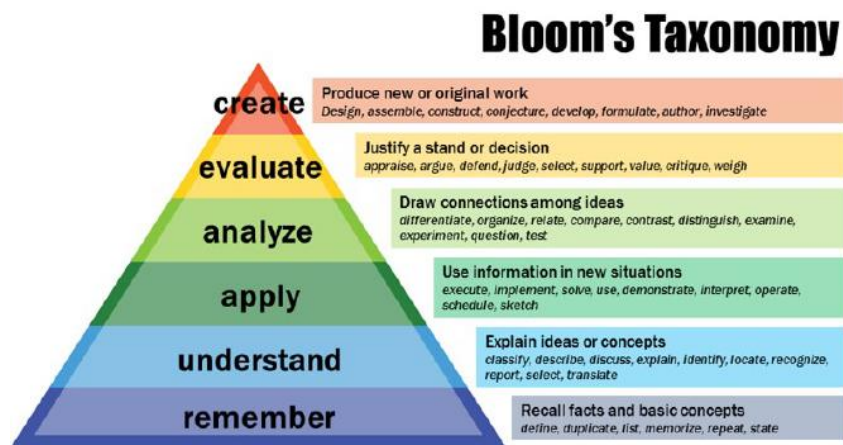 Bloom's Taxonomy
create
Produce new or original work
Design, assemble, construct, conjecture, develop, formulate, author, investigate
evaluate
Justify a stand or decision
appraise, argue, defend, judge, select, support, value, critique, weigh
analyze
Draw connections among ideas
differentiate, organize, relate, compare, contrast, distinguish, examine,
experiment, question, test
apply
Use information in new situations
execute, implement, solve, use, demonstrate, interpret, operate,
schedule, sketch
understand
Explain ideas or concepts
classify, describe, discuss, explain, identify, locate, recognize,
report, select, translate
remember
Recall facts and basic concepts
define, duplicate, list, memorize, repeat, state